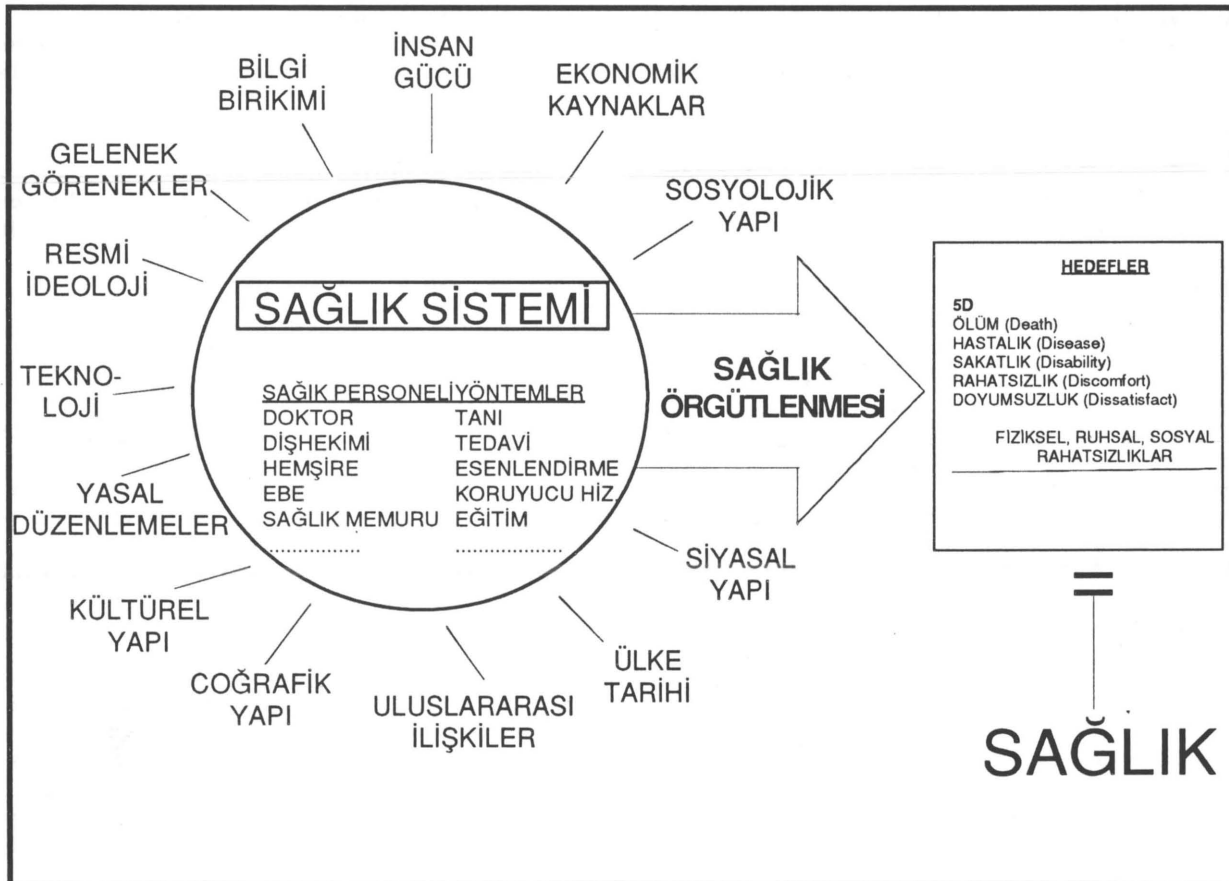 İNSAN
GÜCÜ
BİLGİ
BİRİKİMİ
EKONOMİK
KAYNAKLAR
GELENEK
GÖRENEKLER
SOSYOLOJİK
YAPI
RESMİ
İDEOLOJİ
TEKNO-
LOJİ
YASAL
DÜZENLEMELER
KÜLTÜREL
YAPI
COĞRAFİK
YAPI
ULUSLARARASI
İLİŞKİLER
ÜLKE
TARİHİ
SİYASAL
YAPI
SAĞLIK SİSTEMİ
SAĞIK PERSONELİ YÖNTEMLER
DOKTOR TANI
DİŞHEKİMİ TEDAVİ
HEMŞİRE ESENLENDİRME
EBE KORUYUCU HİZ.
SAĞLIK MEMURU EĞİTİM
................ ...................
SAĞLIK
ÖRGÜTLENMESİ
HEDEFLER
5D
ÖLÜM (Death)
HASTALIK (Disease)
SAKATLIK (Disability)
RAHATSIZLIK (Discomfort)
DOYUMSUZLUK (Dissatisfact)
FİZİKSEL, RUHSAL, SOSYAL
RAHATSIZLIKLAR
=
SAĞLIK